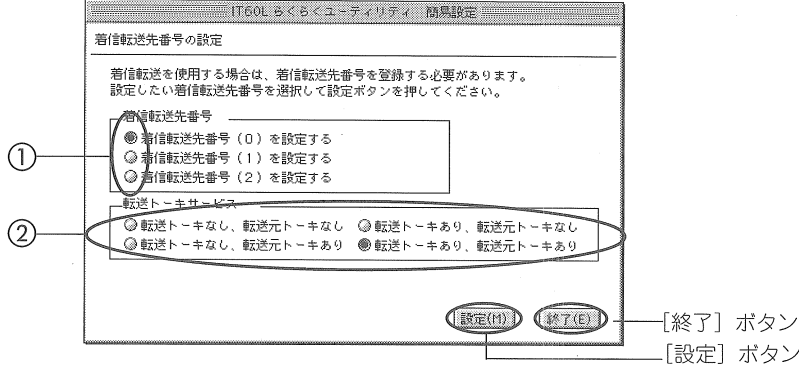 IT60L らくらくユーティリティ 簡易設定
着信転送先番号の設定
着信転送を使用する場合は、着信転送先番号を登録する必要があります。
設定したい着信転送先番号を選択して設定ボタンを押してください。
着信転送先番号
① 着信転送先番号(0)を設定する
着信転送先番号(1)を設定する
着信転送先番号(2)を設定する
転送トーキサービス
② 転送トーキなし、転送元トーキなし 転送トーキあり、転送元トーキなし
転送トーキなし、転送元トーキあり 転送トーキあり、転送元トーキあり
設定(M) 終了(E) [終了] ボタン
[設定] ボタン